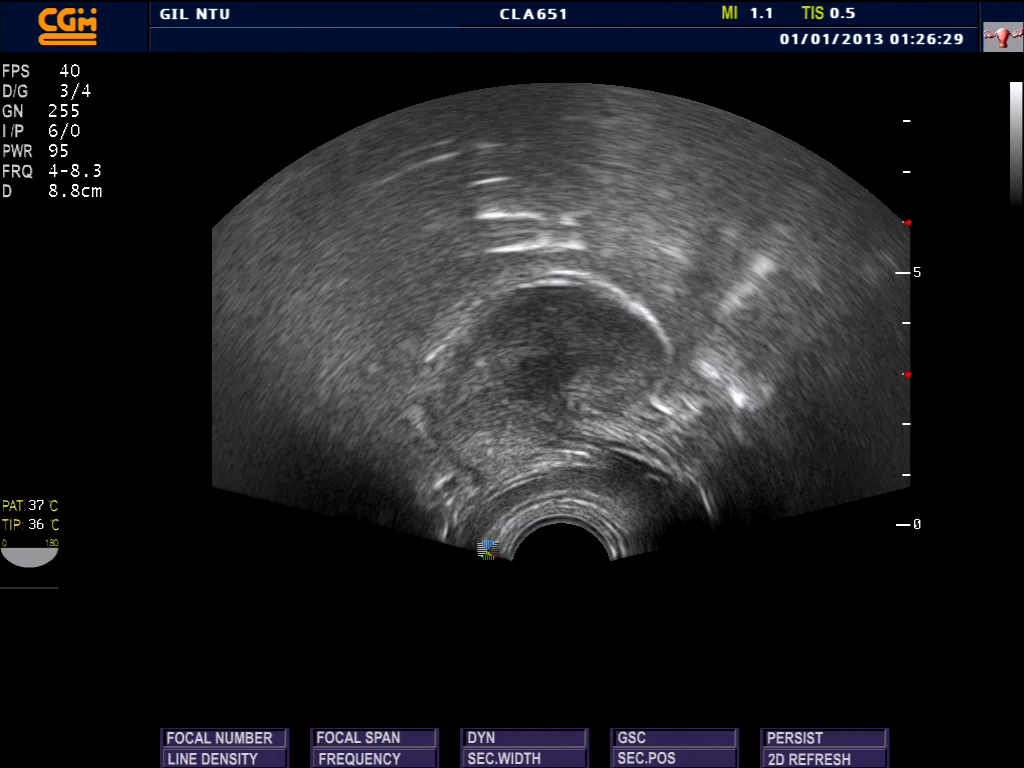 CGM
GIL NTU CLA651 MI 1.1 TIS 0.5
01/01/2013 01:26:29
FPS 40
D/G 3/4
GN 255
I/P 6/0
PWR 95
FRQ 4-8.3
D 8.8cm
5
PAT: 37 °C
TIP: 36 °C
0 180
0
FOCAL NUMBER FOCAL SPAN DYN GSC PERSIST
LINE DENSITY FREQUENCY SEC.WIDTH SEC.POS 2D REFRESH